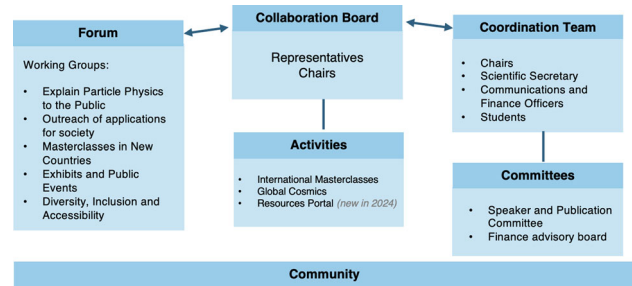 Forum
Working Groups:
• Explain Particle Physics
to the Public
• Outreach of applications
for society
• Masterclasses in New
Countries
• Exhibits and Public
Events
• Diversity, Inclusion and
Accessibility
Collaboration Board
Representatives
Chairs
Activities
• International Masterclasses
• Global Cosmics
• Resources Portal (new in 2024)
Coordination Team
• Chairs
• Scientific Secretary
• Communications and
Finance Officers
• Students
Committees
• Speaker and Publication
Committee
• Finance advisory board
Community